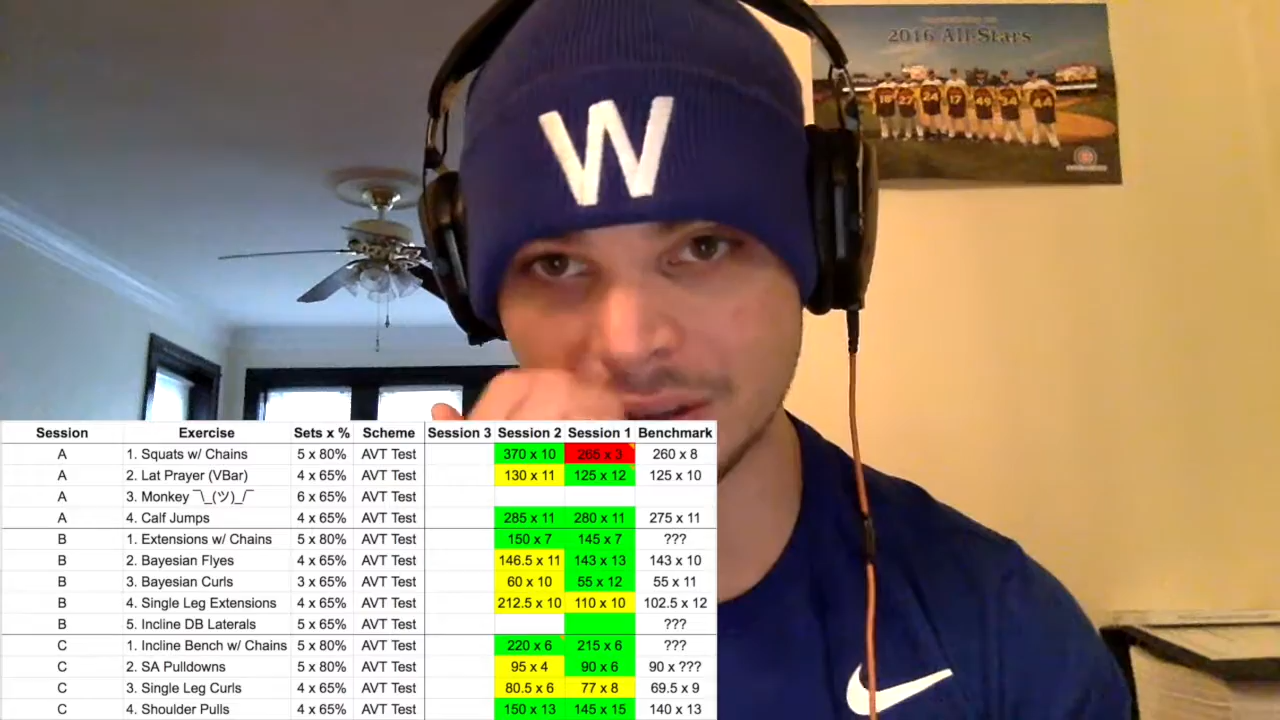 2016 All-Stars
18 27 24 17 49 34 44
W
Session Exercise Sets x % Scheme Session 3 Session 2 Session 1 Benchmark
A 1. Squats w/ Chains 5 x 80% AVT Test 370 x 10 265 x 3 260 x 8
A 2. Lat Prayer (VBar) 4 x 65% AVT Test 130 x 11 125 x 12 125 x 10
A 3. Monkey ¯\_(ツ)_/¯ 6 x 65% AVT Test
A 4. Calf Jumps 4 x 65% AVT Test 285 x 11 280 x 11 275 x 11
B 1. Extensions w/ Chains 5 x 80% AVT Test 150 x 7 145 x 7 ???
B 2. Bayesian Flyes 4 x 65% AVT Test 146.5 x 11 143 x 13 143 x 10
B 3. Bayesian Curls 3 x 65% AVT Test 60 x 10 55 x 12 55 x 11
B 4. Single Leg Extensions 4 x 65% AVT Test 212.5 x 10 110 x 10 102.5 x 12
B 5. Incline DB Laterals 5 x 65% AVT Test ???
C 1. Incline Bench w/ Chains 5 x 80% AVT Test 220 x 6 215 x 6 ???
C 2. SA Pulldowns 5 x 80% AVT Test 95 x 4 90 x 6 90 x ???
C 3. Single Leg Curls 4 x 65% AVT Test 80.5 x 6 77 x 8 69.5 x 9
C 4. Shoulder Pulls 4 x 65% AVT Test 150 x 13 145 x 15 140 x 13